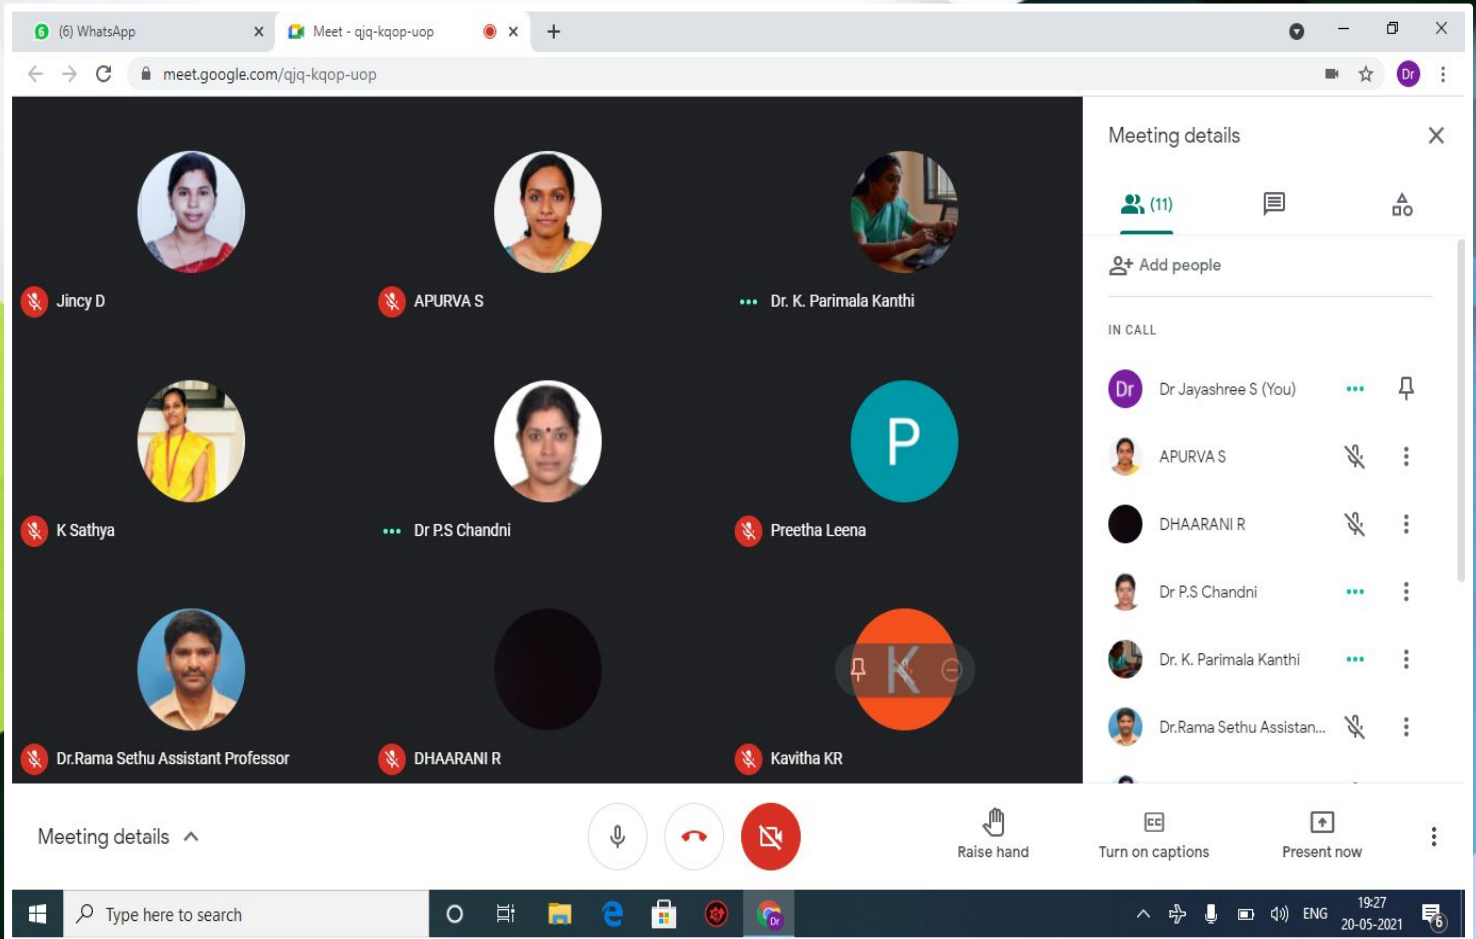 6 (6) WhatsApp
Meet - qjq-kqop-uop
meet.google.com/qjq-kqop-uop
Dr
Jincy D
APURVA S
Dr. K. Parimala Kanthi
K Sathya
Dr P.S Chandni
P
Preetha Leena
Dr.Rama Sethu Assistant Professor
DHAARANI R
K
Kavitha KR
Meeting details
(11)
Add people
IN CALL
Dr Dr Jayashree S (You)
APURVA S
DHAARANI R
Dr P.S Chandni
Dr. K. Parimala Kanthi
Dr.Rama Sethu Assistan...
Meeting details
Raise hand
CC
Turn on captions
Present now
Type here to search
Dr
ENG
19:27
20-05-2021
6